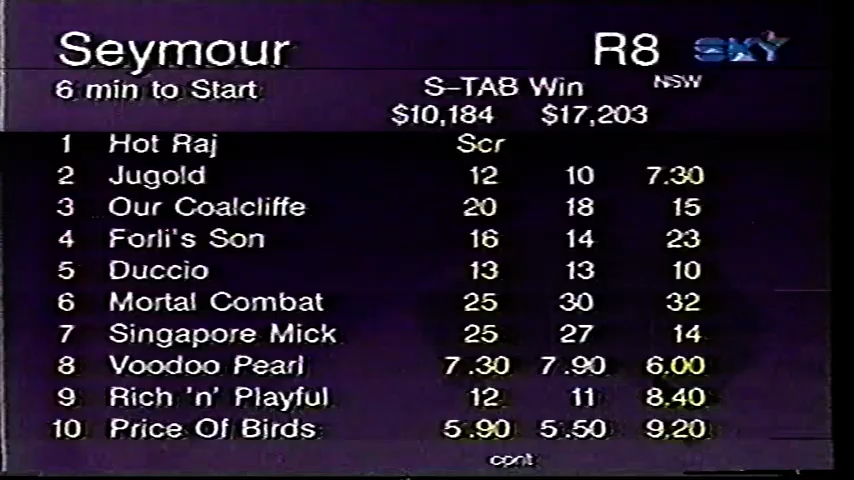 Seymour R8 SKY
6 min to Start S-TAB Win NSW
$10,184 $17,203
1 Hot Raj Scr
2 Jugold 12 10 7.30
3 Our Coalcliffe 20 18 15
4 Forli's Son 16 14 23
5 Duccio 13 13 10
6 Mortal Combat 25 30 32
7 Singapore Mick 25 27 14
8 Voodoo Pearl 7.30 7.90 6.00
9 Rich 'n' Playful 12 11 8.40
10 Price Of Birds 5.90 5.50 9.20
cont